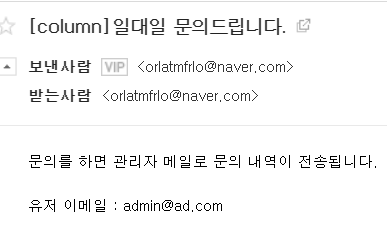 [column]일대일 문의드립니다.
보낸사람 VIP <orlatmfrlo@naver.com>
받는사람 <orlatmfrlo@naver.com>
문의를 하면 관리자 메일로 문의 내역이 전송됩니다.
유저 이메일 : admin@ad.com